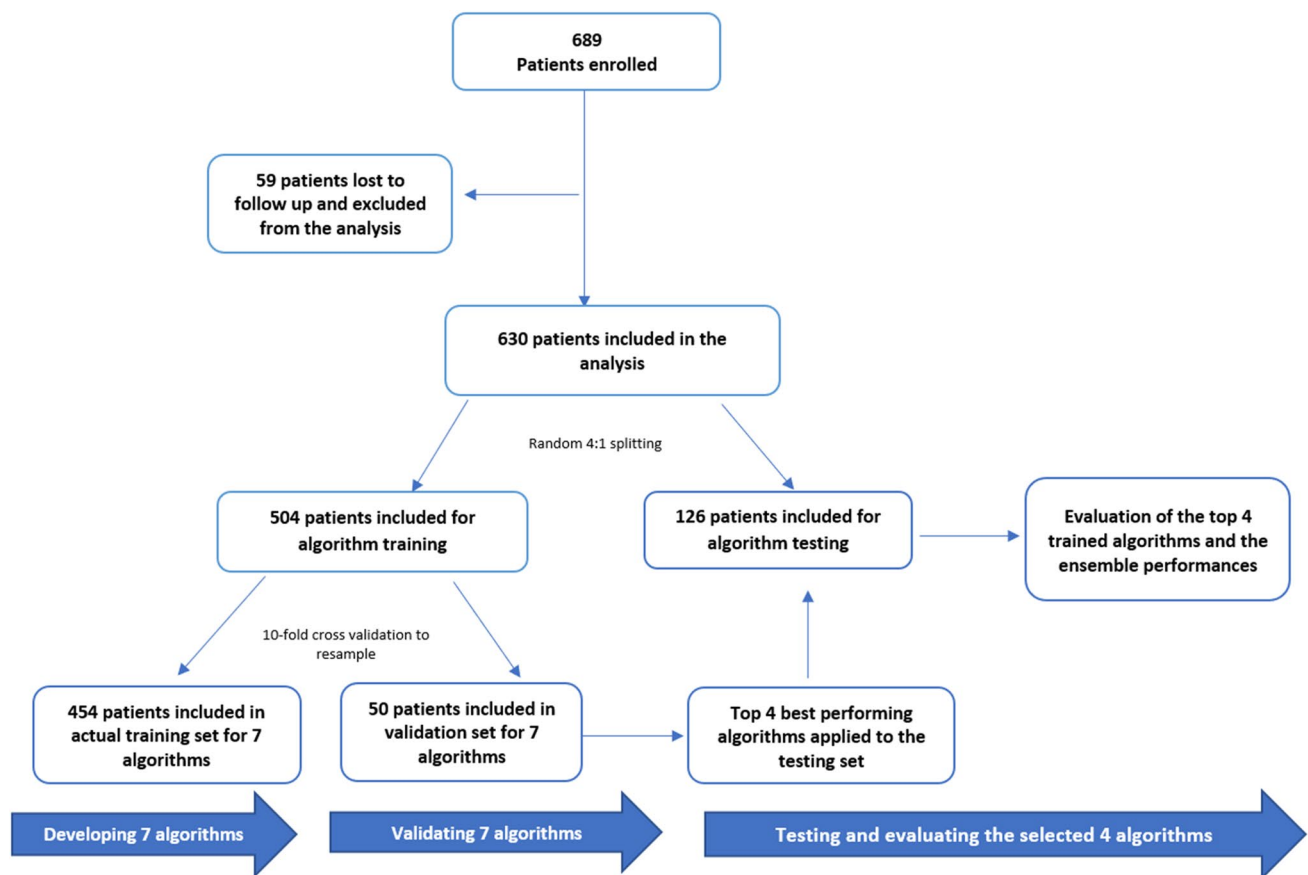 689
Patients enrolled
59 patients lost to
follow up and excluded
from the analysis
630 patients included in the
analysis
Random 4:1 splitting
504 patients included for
algorithm training
126 patients included for
algorithm testing
Evaluation of the top 4
trained algorithms and the
ensemble performances
10-fold cross validation to
resample
454 patients included in
actual training set for 7
algorithms
50 patients included in
validation set for 7
algorithms
Top 4 best performing
algorithms applied to the
testing set
Developing 7 algorithms
Validating 7 algorithms
Testing and evaluating the selected 4 algorithms